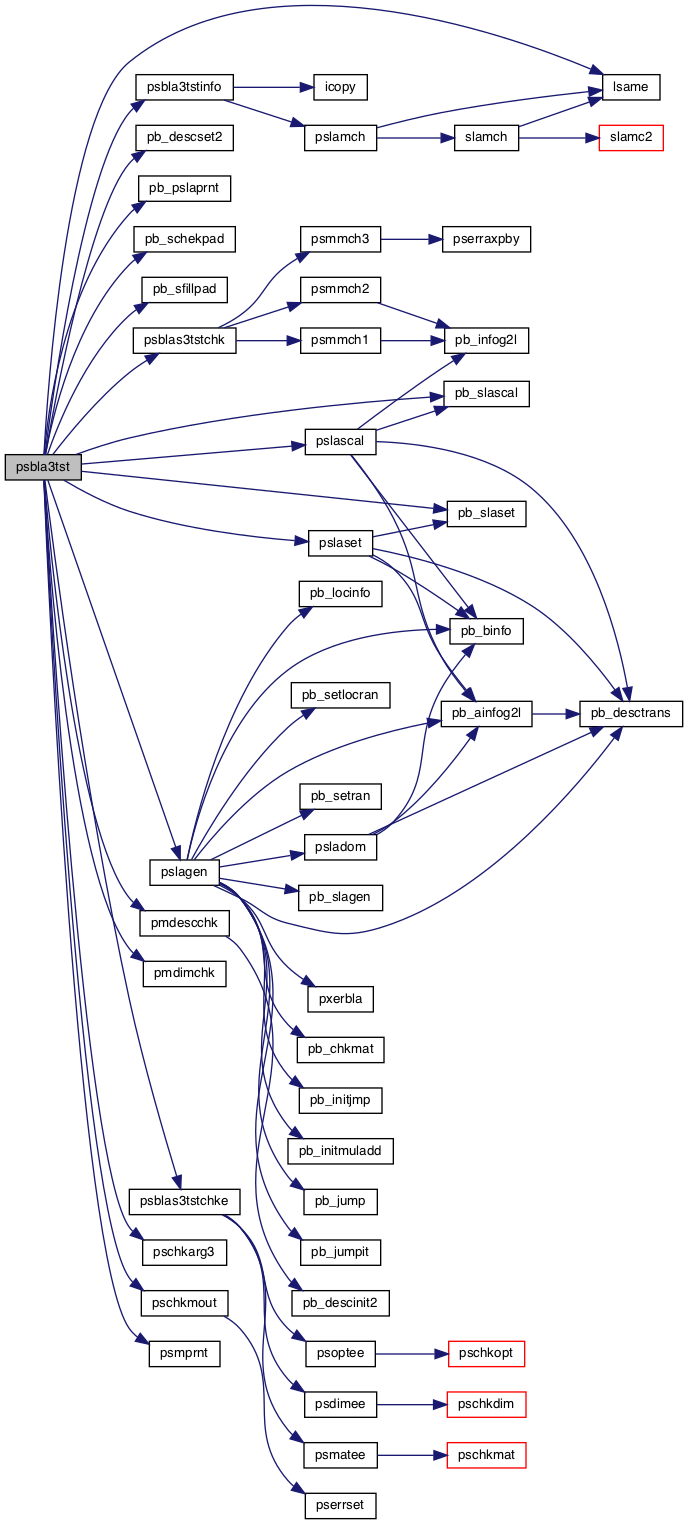 lsame
psbla3tstinfo
icopy
pslamch
slamch
slamc2
pb_descset2
pb_pslaprnt
pb_schekpad
psmmch3
pserraxpby
pb_sfillpad
psmmch2
psblas3tstchk
psmmch1
pb_infog2l
pb_slascal
pslascal
psbla3tst
pb_slaset
pslaset
pb_locinfo
pb_binfo
pb_setlocran
pb_ainfog2l
pb_desctrans
pb_setran
psladom
pslagen
pb_slagen
pmdescchk
pmdimchk
pxerbla
pb_chkmat
pb_initjmp
pb_initmuladd
psblas3tstchke
pb_jump
pschkarg3
pb_jumpit
pschkmout
pb_descinit2
psmprnt
psoptee
pschkopt
psdimee
pschkdim
psmatee
pschkmat
pserrset